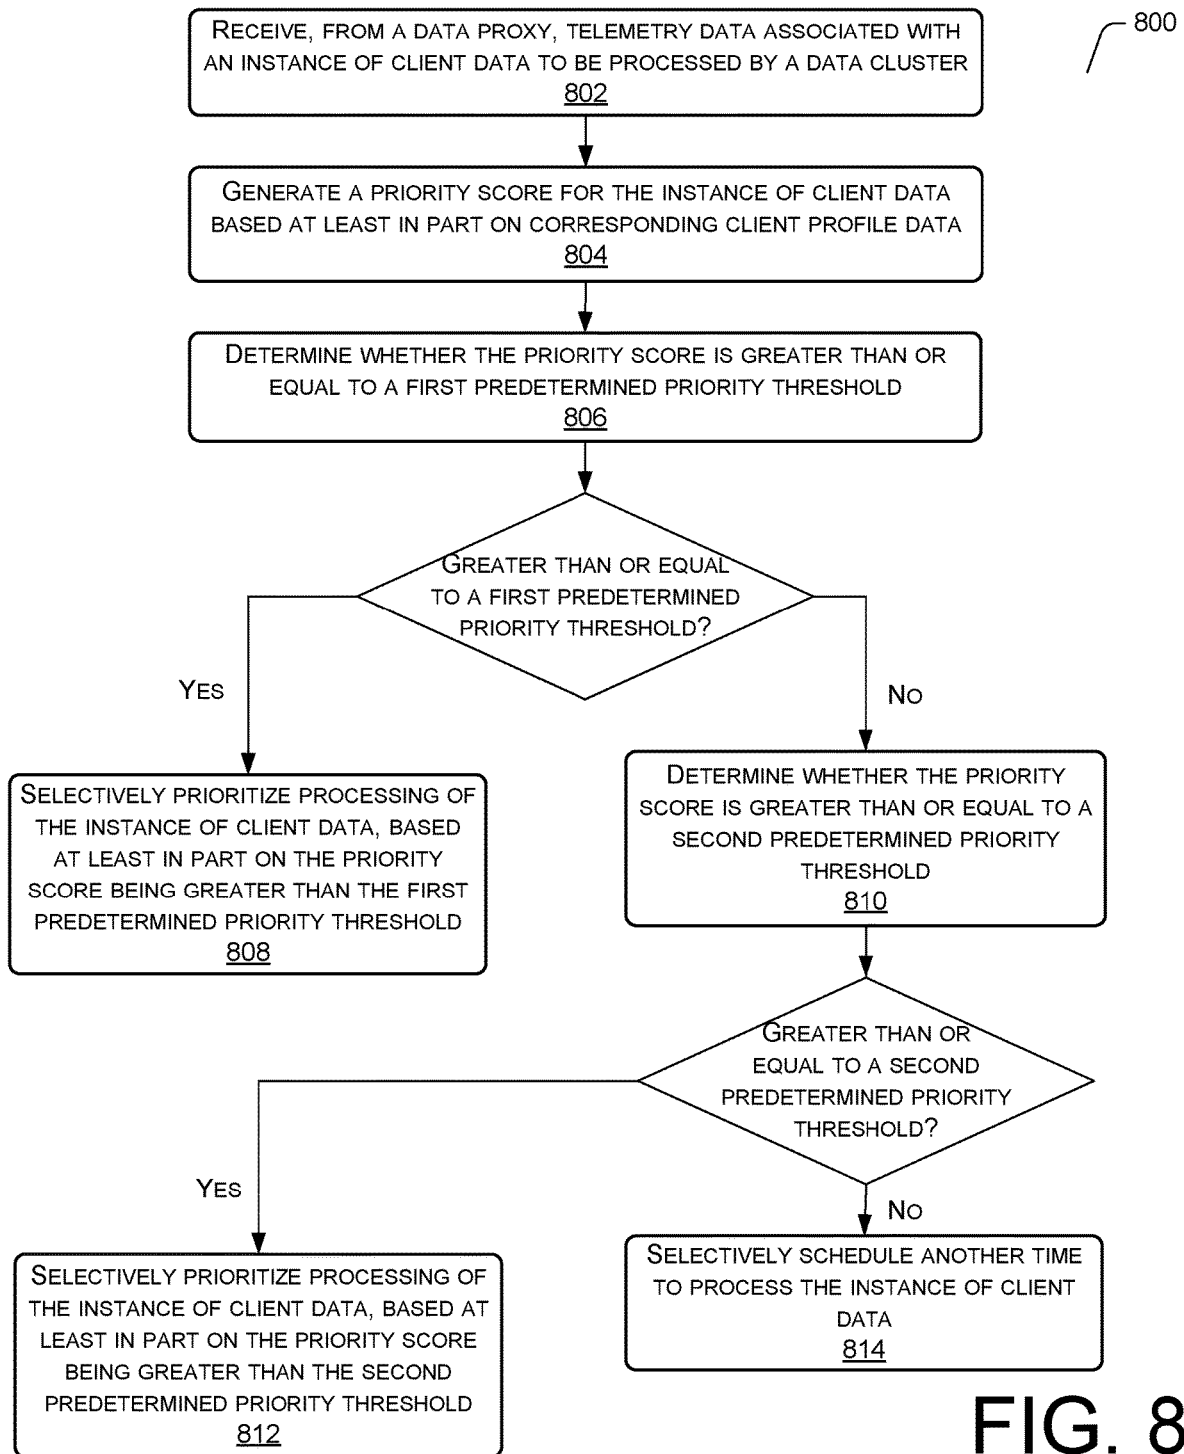 800
RECEIVE, FROM A DATA PROXY, TELEMETRY DATA ASSOCIATED WITH
AN INSTANCE OF CLIENT DATA TO BE PROCESSED BY A DATA CLUSTER
802
GENERATE A PRIORITY SCORE FOR THE INSTANCE OF CLIENT DATA
BASED AT LEAST IN PART ON CORRESPONDING CLIENT PROFILE DATA
804
DETERMINE WHETHER THE PRIORITY SCORE IS GREATER THAN OR
EQUAL TO A FIRST PREDETERMINED PRIORITY THRESHOLD
806
GREATER THAN OR EQUAL
TO A FIRST PREDETERMINED
PRIORITY THRESHOLD?
YES
NO
SELECTIVELY PRIORITIZE PROCESSING OF
THE INSTANCE OF CLIENT DATA, BASED
AT LEAST IN PART ON THE PRIORITY
SCORE BEING GREATER THAN THE FIRST
PREDETERMINED PRIORITY THRESHOLD
808
DETERMINE WHETHER THE PRIORITY
SCORE IS GREATER THAN OR EQUAL TO A
SECOND PREDETERMINED PRIORITY
THRESHOLD
810
GREATER THAN OR
EQUAL TO A SECOND
PREDETERMINED PRIORITY
THRESHOLD?
YES
NO
SELECTIVELY PRIORITIZE PROCESSING OF
THE INSTANCE OF CLIENT DATA, BASED AT
LEAST IN PART ON THE PRIORITY SCORE
BEING GREATER THAN THE SECOND
PREDETERMINED PRIORITY THRESHOLD
812
SELECTIVELY SCHEDULE ANOTHER TIME
TO PROCESS THE INSTANCE OF CLIENT
DATA
814
FIG. 8